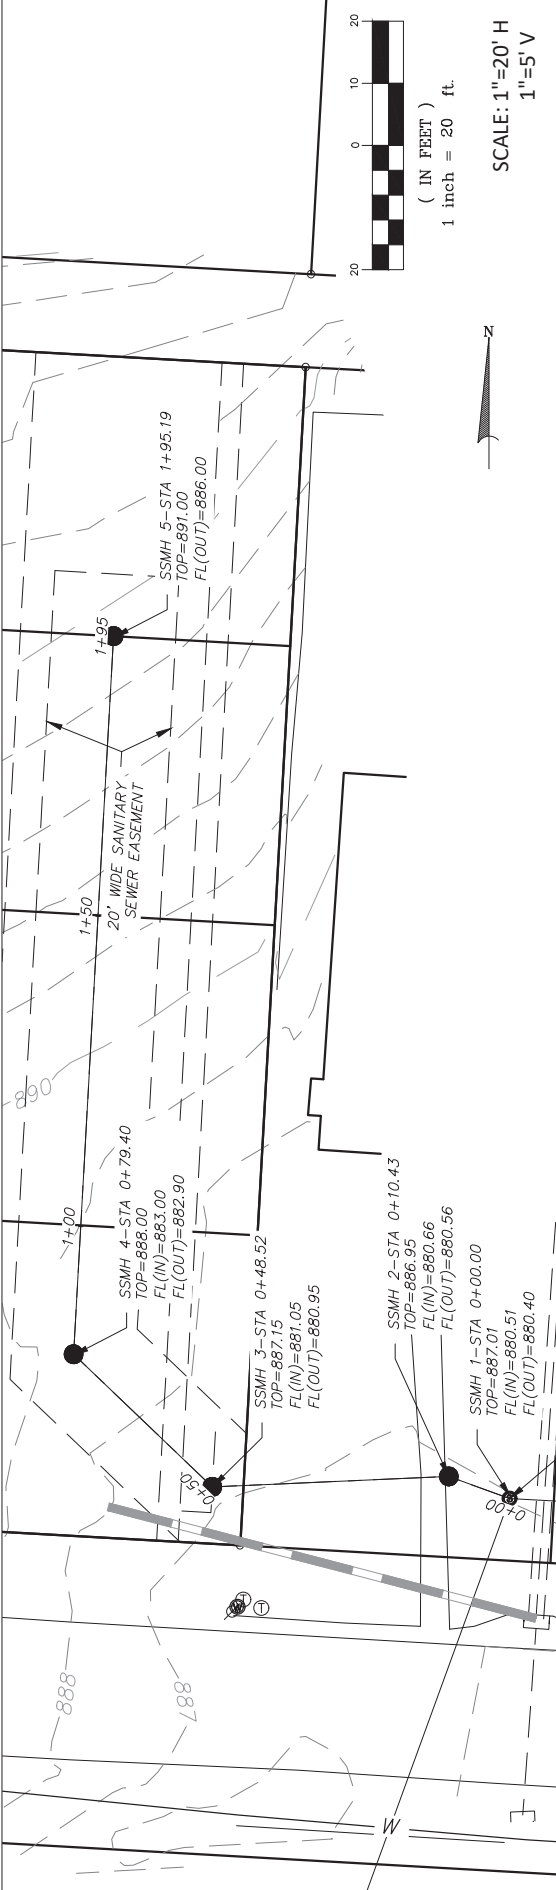 20
10
0
20
( IN FEET )
1 inch = 20 ft.
SCALE: 1"=20' H
1"=5' V
N
SSMH 5-STA 1+95.19
TOP=891.00
FL(OUT)=886.00
1+95
20' WIDE SANITARY
SEWER EASEMENT
1+50
890
1+00
SSMH 4-STA 0+79.40
TOP=888.00
FL(IN)=883.00
FL(OUT)=882.90
SSMH 3-STA 0+48.52
TOP=887.15
FL(IN)=881.05
FL(OUT)=880.95
SSMH 2-STA 0+10.43
TOP=886.95
FL(IN)=880.66
FL(OUT)=880.56
SSMH 1-STA 0+00.00
TOP=887.01
FL(IN)=880.51
FL(OUT)=880.40
0+50
0+00
T
W
T
888
887
W